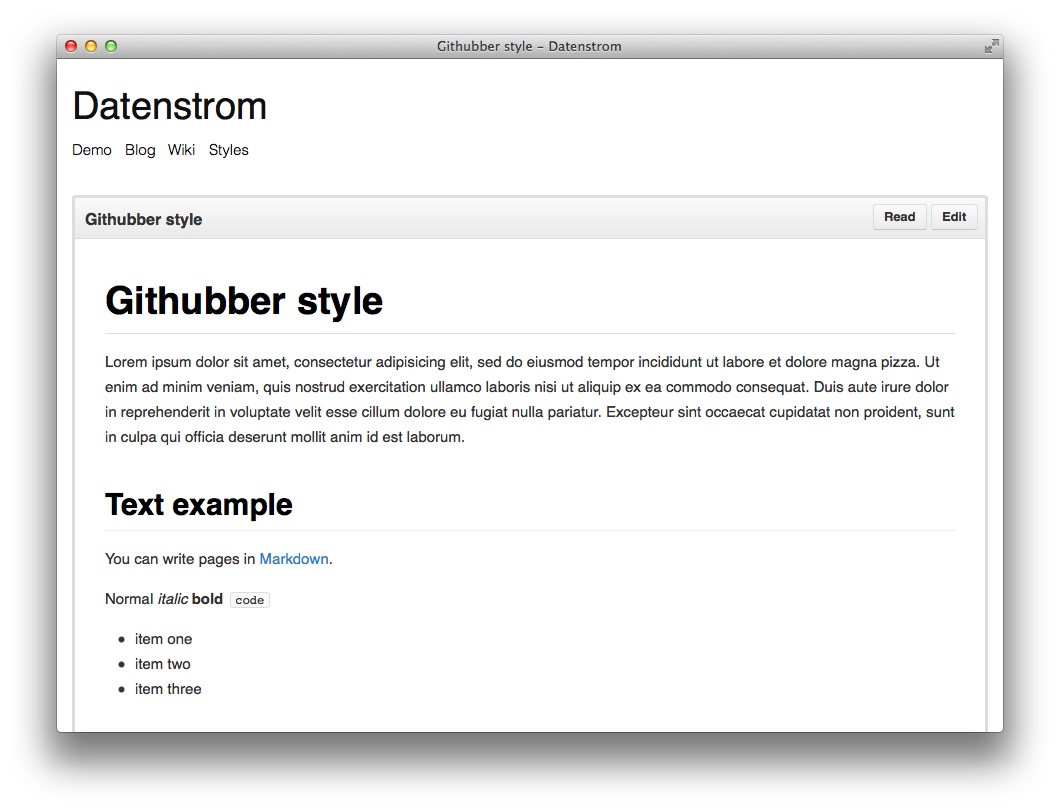 Githubber style – Datenstrom
Datenstrom
Demo Blog Wiki Styles
Githubber style Read Edit
Githubber style
Lorem ipsum dolor sit amet, consectetur adipisicing elit, sed do eiusmod tempor incididunt ut labore et dolore magna pizza. Ut
enim ad minim veniam, quis nostrud exercitation ullamco laboris nisi ut aliquip ex ea commodo consequat. Duis aute irure dolor
in reprehenderit in voluptate velit esse cillum dolore eu fugiat nulla pariatur. Excepteur sint occaecat cupidatat non proident, sunt
in culpa qui officia deserunt mollit anim id est laborum.
Text example
You can write pages in Markdown.
Normal italic bold code
• item one
• item two
• item three